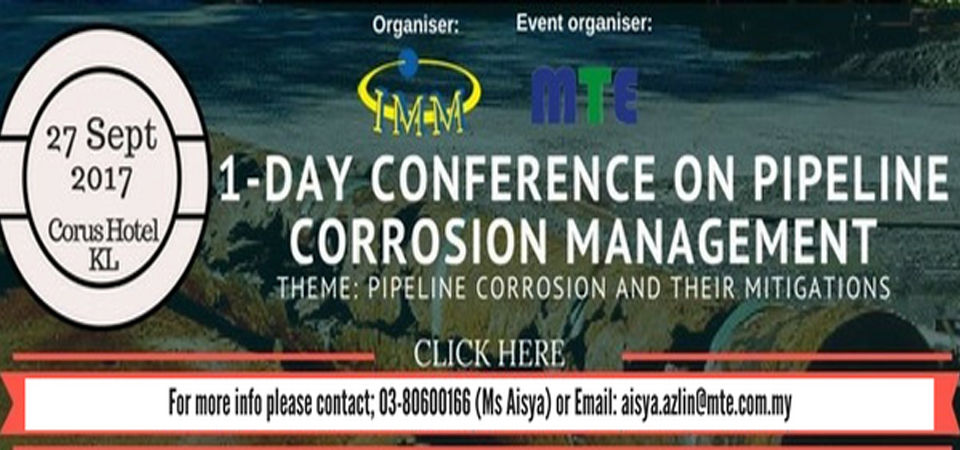 Organiser:
Event organiser:
IMM
MTE
27 Sept
2017
Corus Hotel
KL
1-DAY CONFERENCE ON PIPELINE
CORROSION MANAGEMENT
THEME: PIPELINE CORROSION AND THEIR MITIGATIONS
CLICK HERE
For more info please contact; 03-80600166 (Ms Aisya) or Email: aisya.azlin@mte.com.my